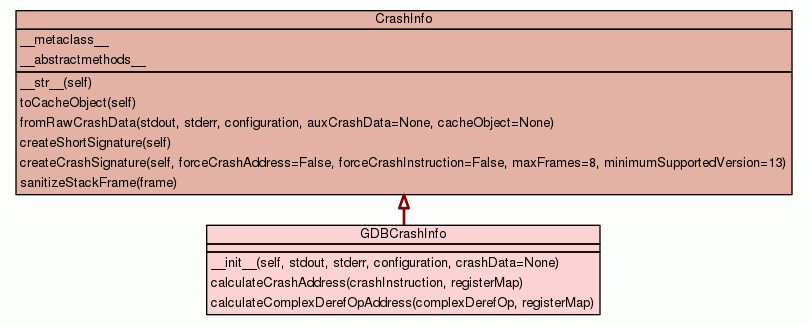 CrashInfo
__metaclass__
__abstractmethods__
__str__(self)
toCacheObject(self)
fromRawCrashData(stdout, stderr, configuration, auxCrashData=None, cacheObject=None)
createShortSignature(self)
createCrashSignature(self, forceCrashAddress=False, forceCrashInstruction=False, maxFrames=8, minimumSupportedVersion=13)
sanitizeStackFrame(frame)
GDBCrashInfo
__init__(self, stdout, stderr, configuration, crashData=None)
calculateCrashAddress(crashInstruction, registerMap)
calculateComplexDerefOpAddress(complexDerefOp, registerMap)